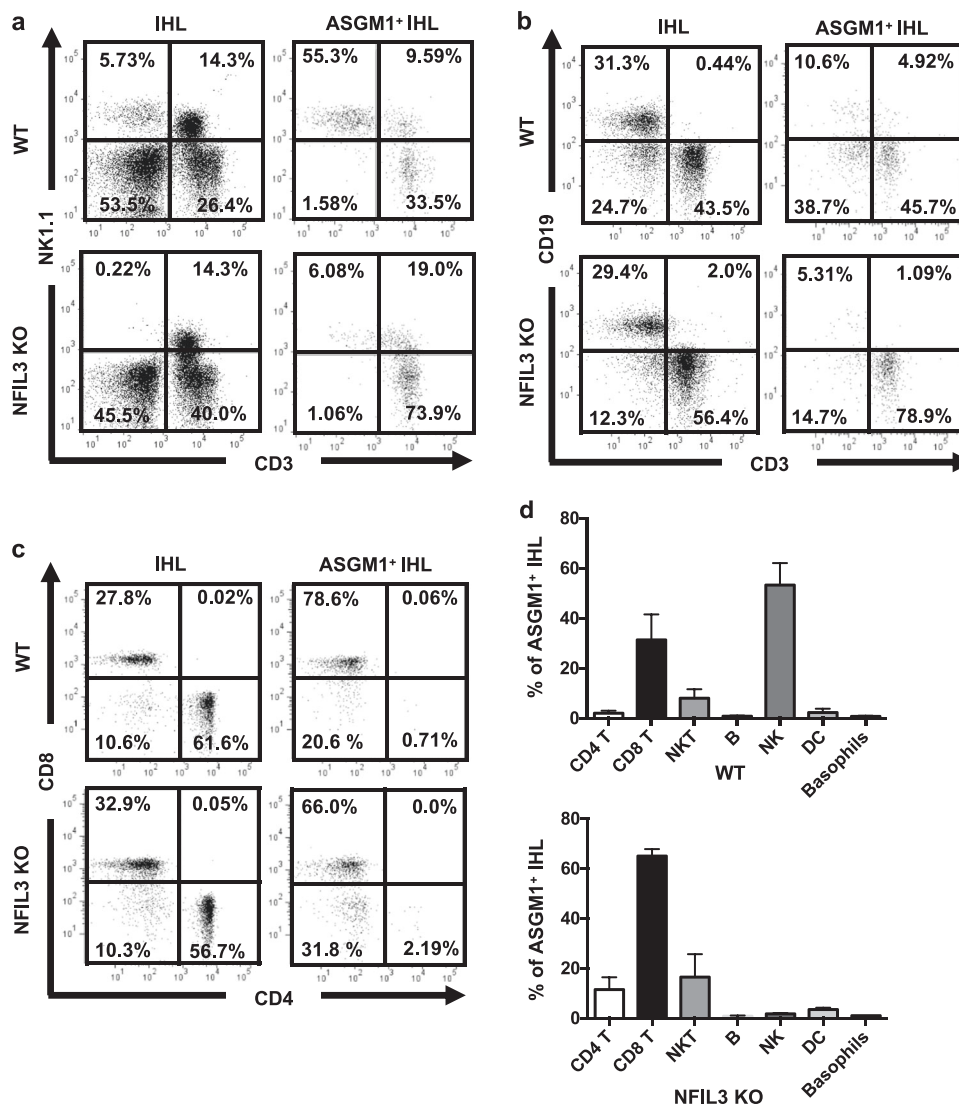 a
IHL
ASGM1+ IHL
WT
NFIL3 KO
NK1.1
CD3
5.73%
14.3%
53.5%
26.4%
55.3%
9.59%
1.58%
33.5%
0.22%
14.3%
45.5%
40.0%
6.08%
19.0%
1.06%
73.9%
b
IHL
ASGM1+ IHL
WT
NFIL3 KO
CD19
CD3
31.3%
0.44%
24.7%
43.5%
10.6%
4.92%
38.7%
45.7%
29.4%
2.0%
12.3%
56.4%
5.31%
1.09%
14.7%
78.9%
c
IHL
ASGM1+ IHL
WT
NFIL3 KO
CD8
CD4
27.8%
0.02%
10.6%
61.6%
78.6%
0.06%
20.6 %
0.71%
32.9%
0.05%
10.3%
56.7%
66.0%
0.0%
31.8 %
2.19%
d
% of ASGM1+ IHL
80
60
40
20
0
CD4 T
CD8 T
NKT
B
NK
DC
Basophils
WT
% of ASGM1+ IHL
80
60
40
20
0
CD4 T
CD8 T
NKT
B
NK
DC
Basophils
NFIL3 KO